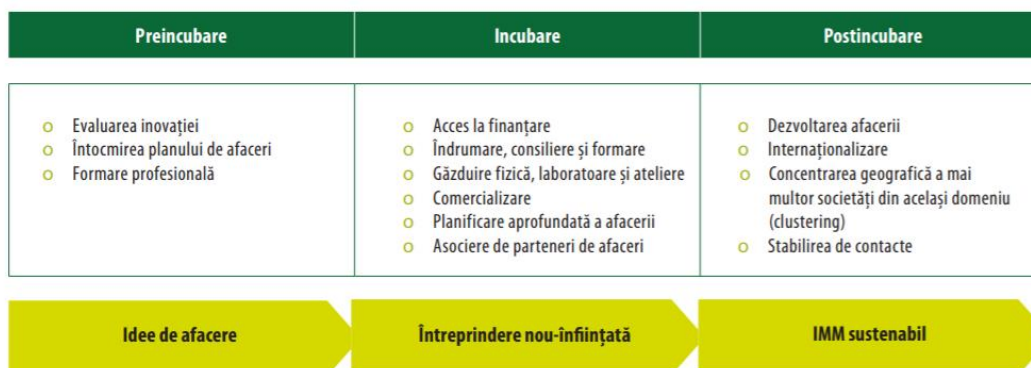 Preincubare
Incubare
Postincubare
o Evaluarea inovației
o Întocmirea planului de afaceri
o Formare profesională
o Acces la finanțare
o Îndrumare, consiliere și formare
o Găzduire fizică, laboratoare și ateliere
o Comercializare
o Planificare aprofundată a afacerii
o Asociere de parteneri de afaceri
o Dezvoltarea afacerii
o Internaționalizare
o Concentrarea geografică a mai
multor societăți din același domeniu
(clustering)
o Stabilirea de contacte
Idee de afacere
Întreprindere nou-înființată
IMM sustenabil